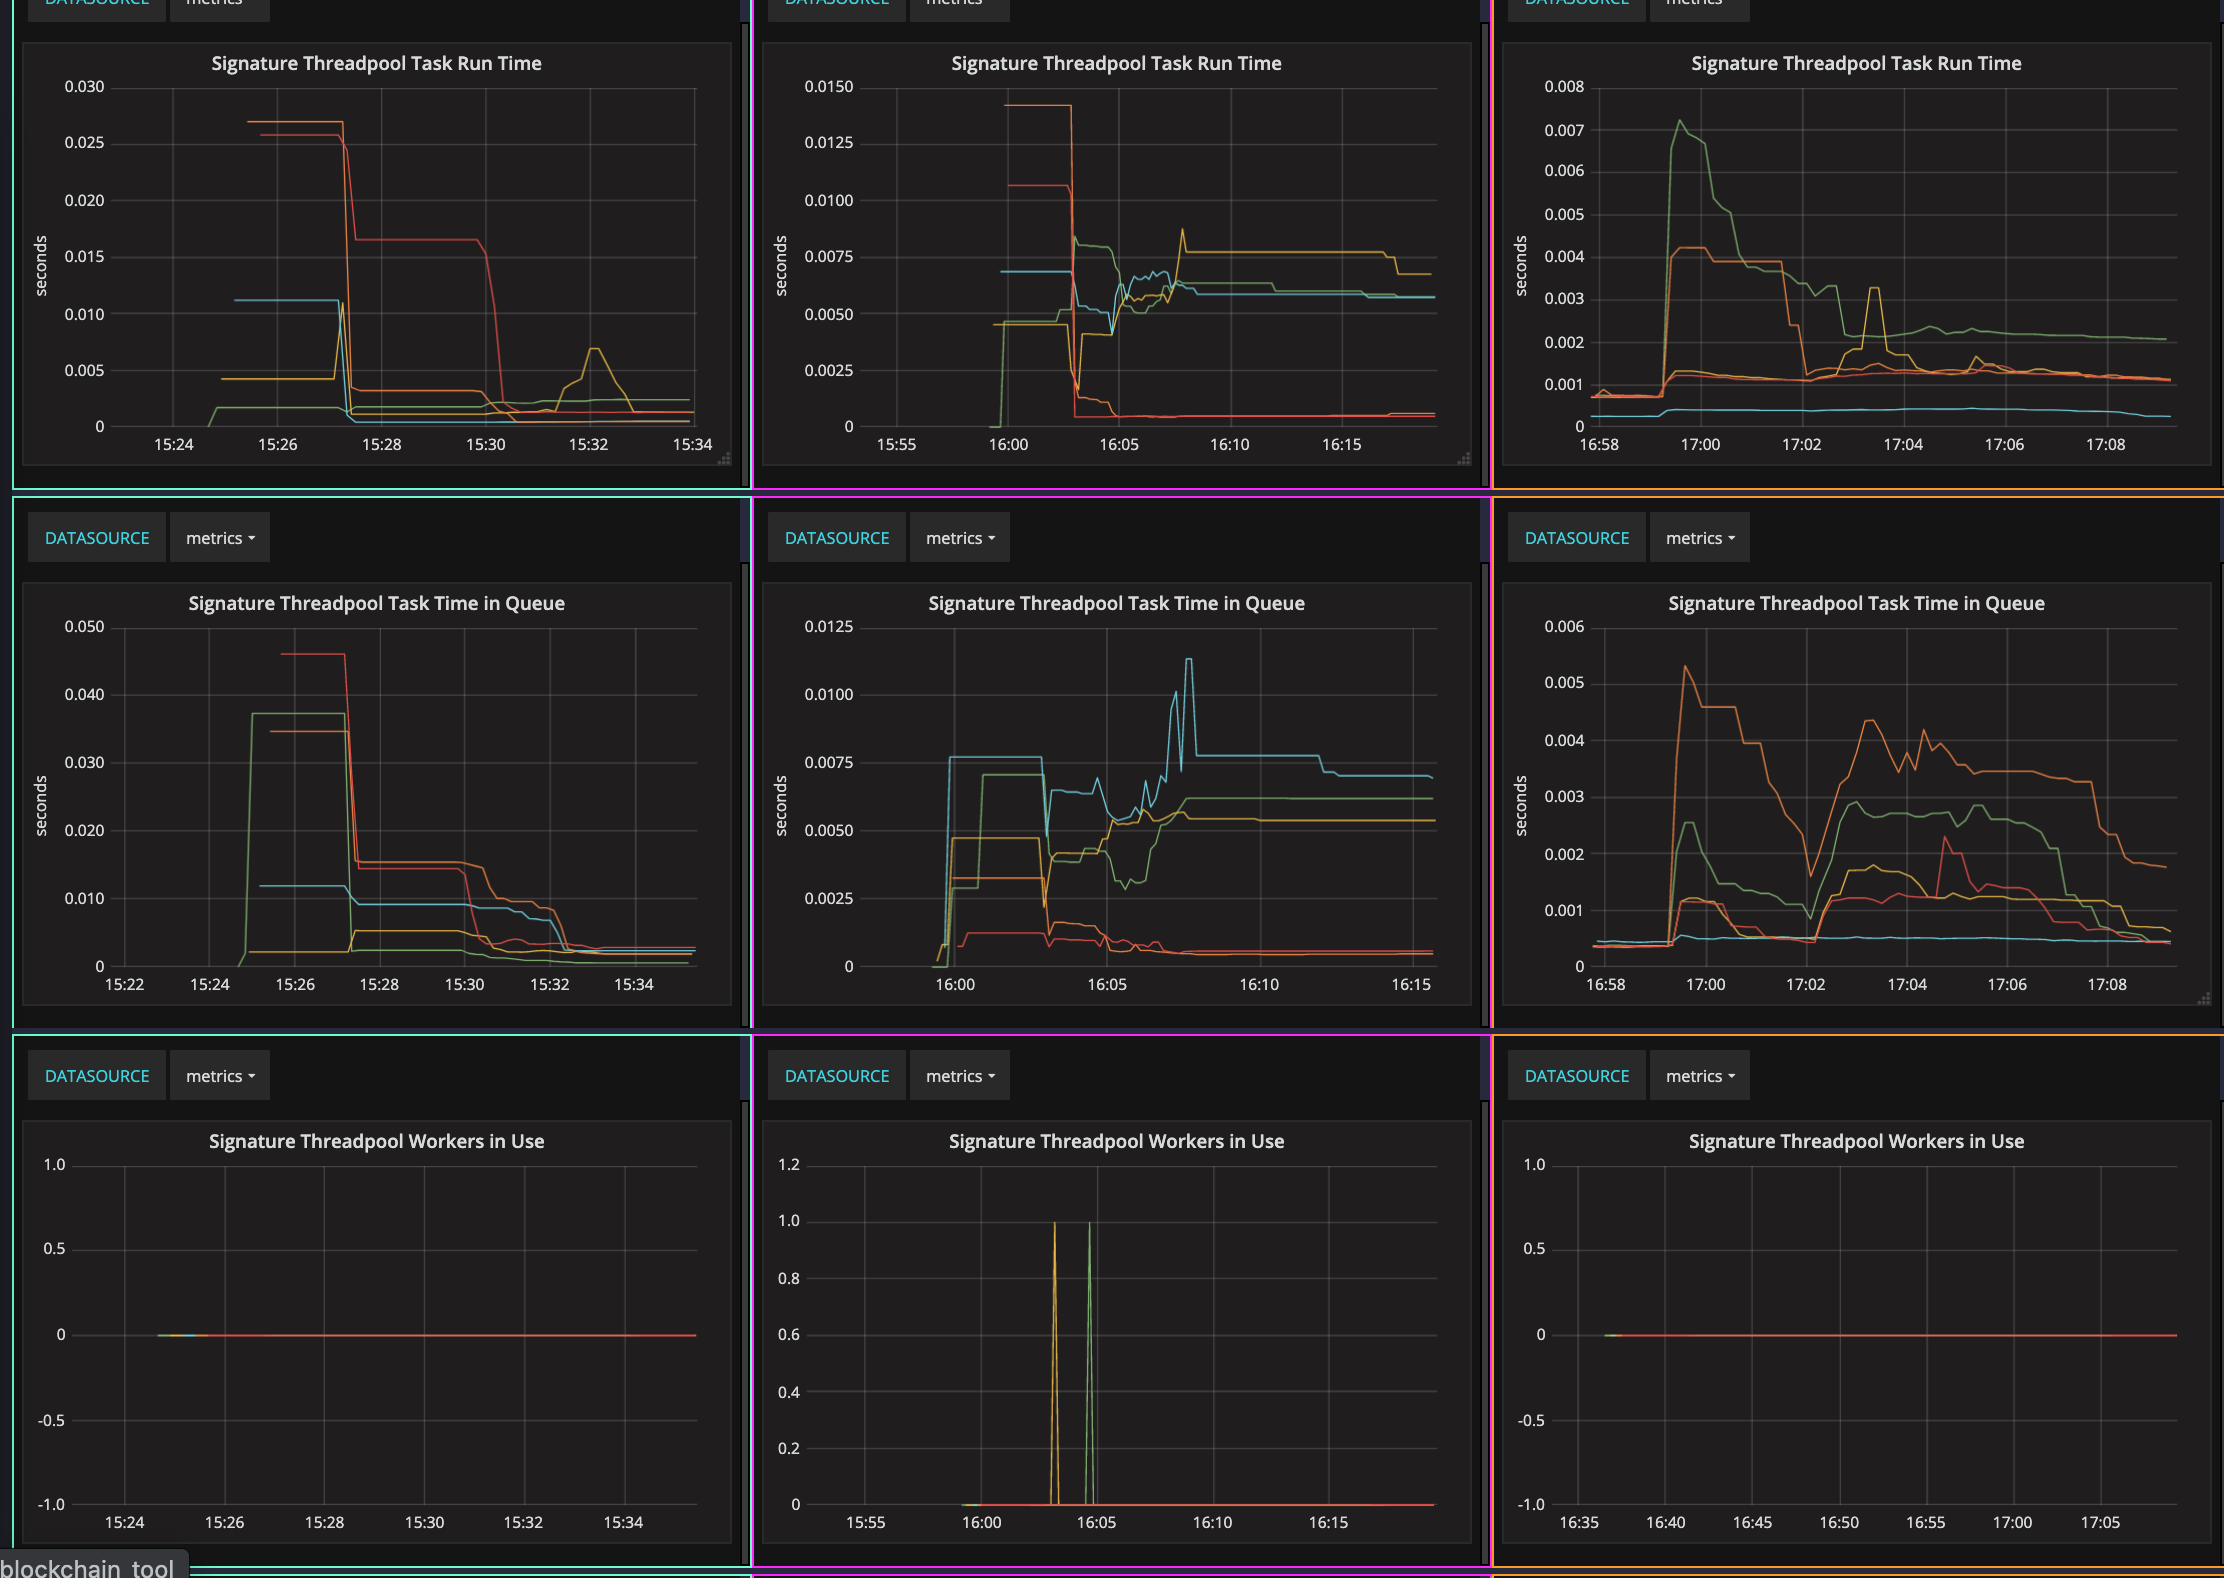 DATASOURCE metrics
DATASOURCE metrics
DATASOURCE metrics
Signature Threadpool Task Run Time
seconds
0.030
0.025
0.020
0.015
0.010
0.005
0
15:24 15:26 15:28 15:30 15:32 15:34
Signature Threadpool Task Run Time
seconds
0.0150
0.0125
0.0100
0.0075
0.0050
0.0025
0
15:55 16:00 16:05 16:10 16:15
Signature Threadpool Task Run Time
seconds
0.008
0.007
0.006
0.005
0.004
0.003
0.002
0.001
0
16:58 17:00 17:02 17:04 17:06 17:08
DATASOURCE metrics
Signature Threadpool Task Time in Queue
seconds
0.050
0.040
0.030
0.020
0.010
0
15:22 15:24 15:26 15:28 15:30 15:32 15:34
DATASOURCE metrics
Signature Threadpool Task Time in Queue
seconds
0.0125
0.0100
0.0075
0.0050
0.0025
0
16:00 16:05 16:10 16:15
DATASOURCE metrics
Signature Threadpool Task Time in Queue
seconds
0.006
0.005
0.004
0.003
0.002
0.001
0
16:58 17:00 17:02 17:04 17:06 17:08
DATASOURCE metrics
Signature Threadpool Workers in Use
1.0
0.5
0
-0.5
-1.0
15:24 15:26 15:28 15:30 15:32 15:34
DATASOURCE metrics
Signature Threadpool Workers in Use
1.2
1.0
0.8
0.6
0.4
0.2
0
15:55 16:00 16:05 16:10 16:15
DATASOURCE metrics
Signature Threadpool Workers in Use
1.0
0.5
0
-0.5
-1.0
16:35 16:40 16:45 16:50 16:55 17:00 17:05
blockchain_tool